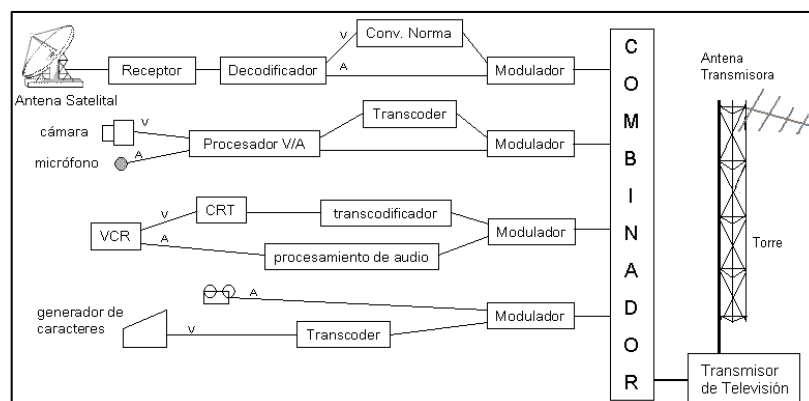 Antena Satelital
Receptor
Decodificador
V
A
Conv. Norma
Modulador
cámara
V
micrófono
A
Procesador V/A
Transcoder
Modulador
VCR
V
A
CRT
transcodificador
procesamiento de audio
Modulador
generador de
caracteres
A
V
Transcoder
Modulador
COMBINADOR
Antena
Transmisora
Torre
Transmisor
de Televisión